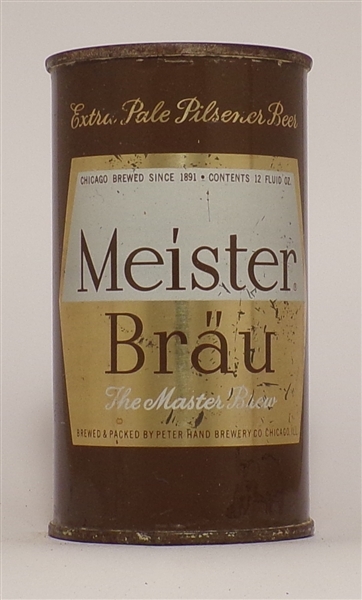 Extra Pale Pilsener Beer
CHICAGO BREWED SINCE 1891 • CONTENTS 12 FLUID OZ.
Meister®
Bräu
The Master Brew
BREWED & PACKED BY PETER HAND BREWERY CO. CHICAGO, ILL.